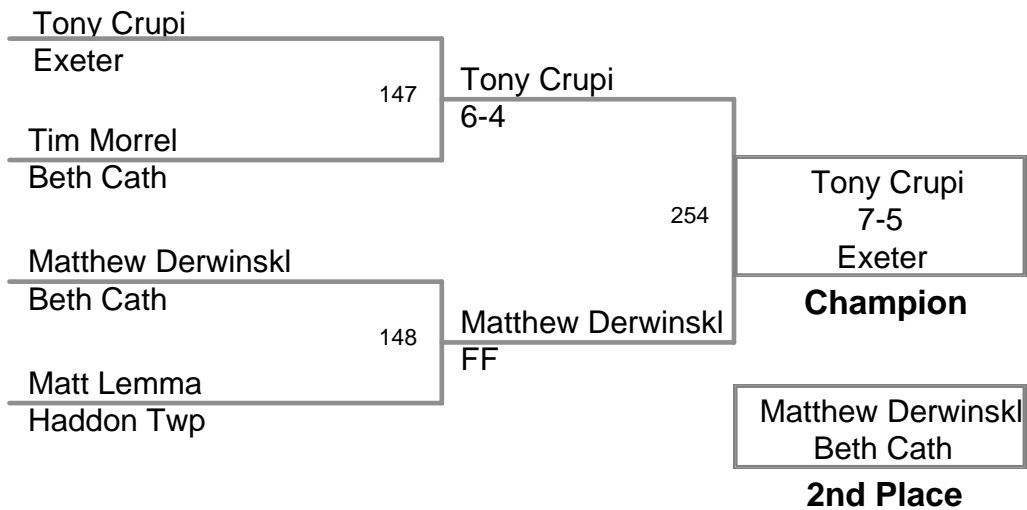 Tony Crupi
Exeter
147
Tim Morrel
Beth Cath
Matthew Derwinskl
Beth Cath
148
Matt Lemma
Haddon Twp
Tony Crupi
6-4
254
Matthew Derwinskl
FF
Tony Crupi
7-5
Exeter
Champion
Matthew Derwinskl
Beth Cath
2nd Place